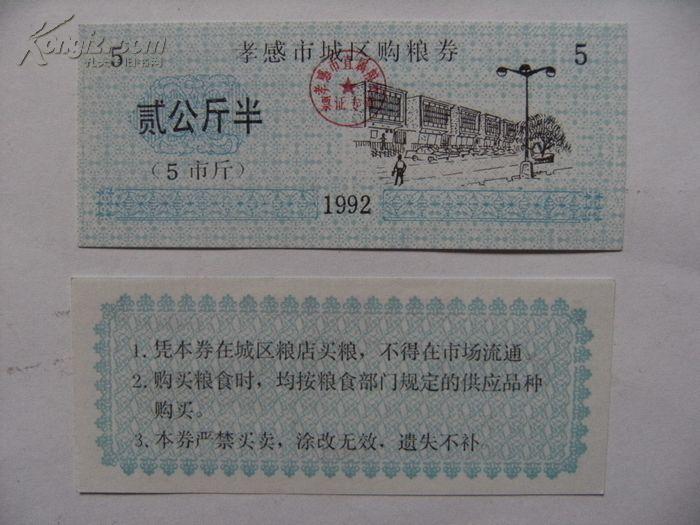 Kongfz.com
5
孝感市城区购粮券
5
贰公斤半
（5市斤）
1992
1. 凭本券在城区粮店买粮，不得在市场流通。
2. 购买粮食时，均按粮食部门规定的供应品种
购买。
3. 本券严禁买卖，涂改无效，遗失不补